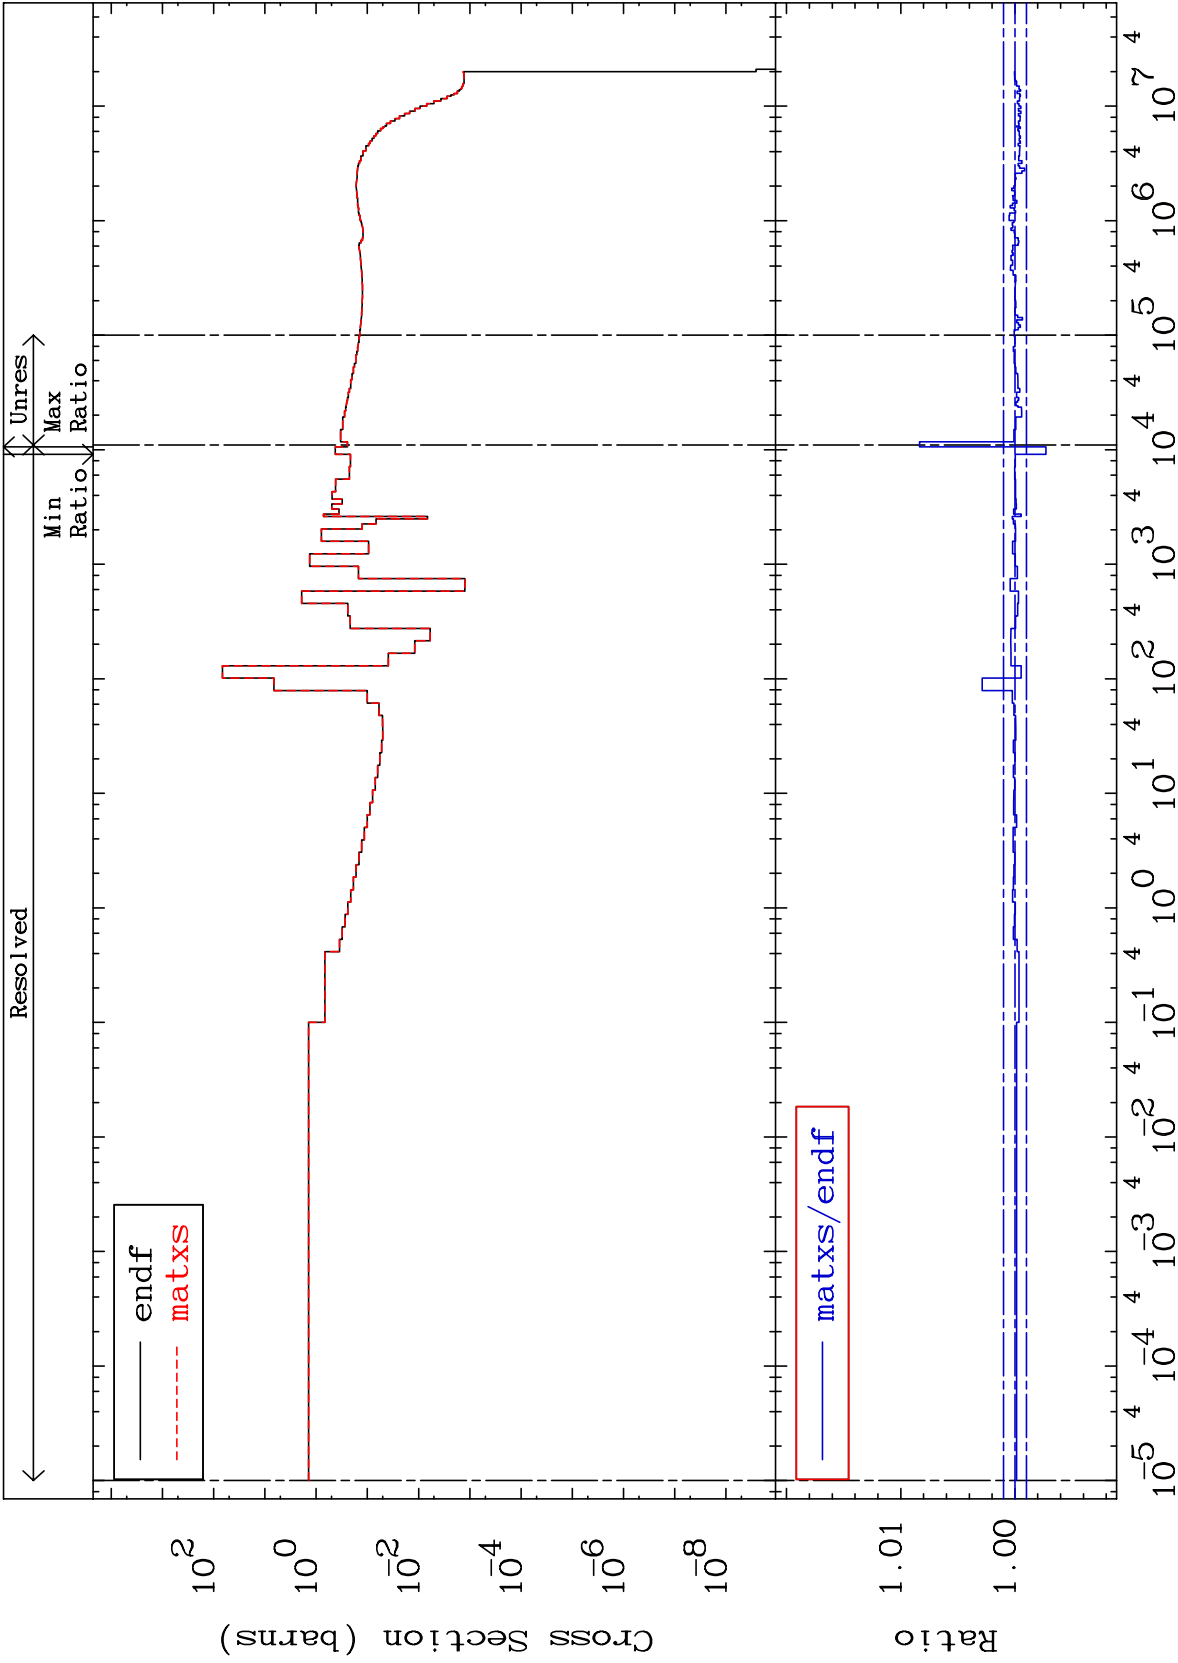 Resolved
Unres
Min
Ratio
Max
Ratio
endf
matxs
Cross Section (barns)
10^2
10^0
10^-2
10^-4
10^-6
10^-8
matxs/endf
Ratio
1.01
1.00
10^-5 4 10^-4 4 10^-3 4 10^-2 4 10^-1 4 10^0 4 10^1 4 10^2 4 10^3 4 10^4 4 4 10^5 4 10^6 4 10^7 4